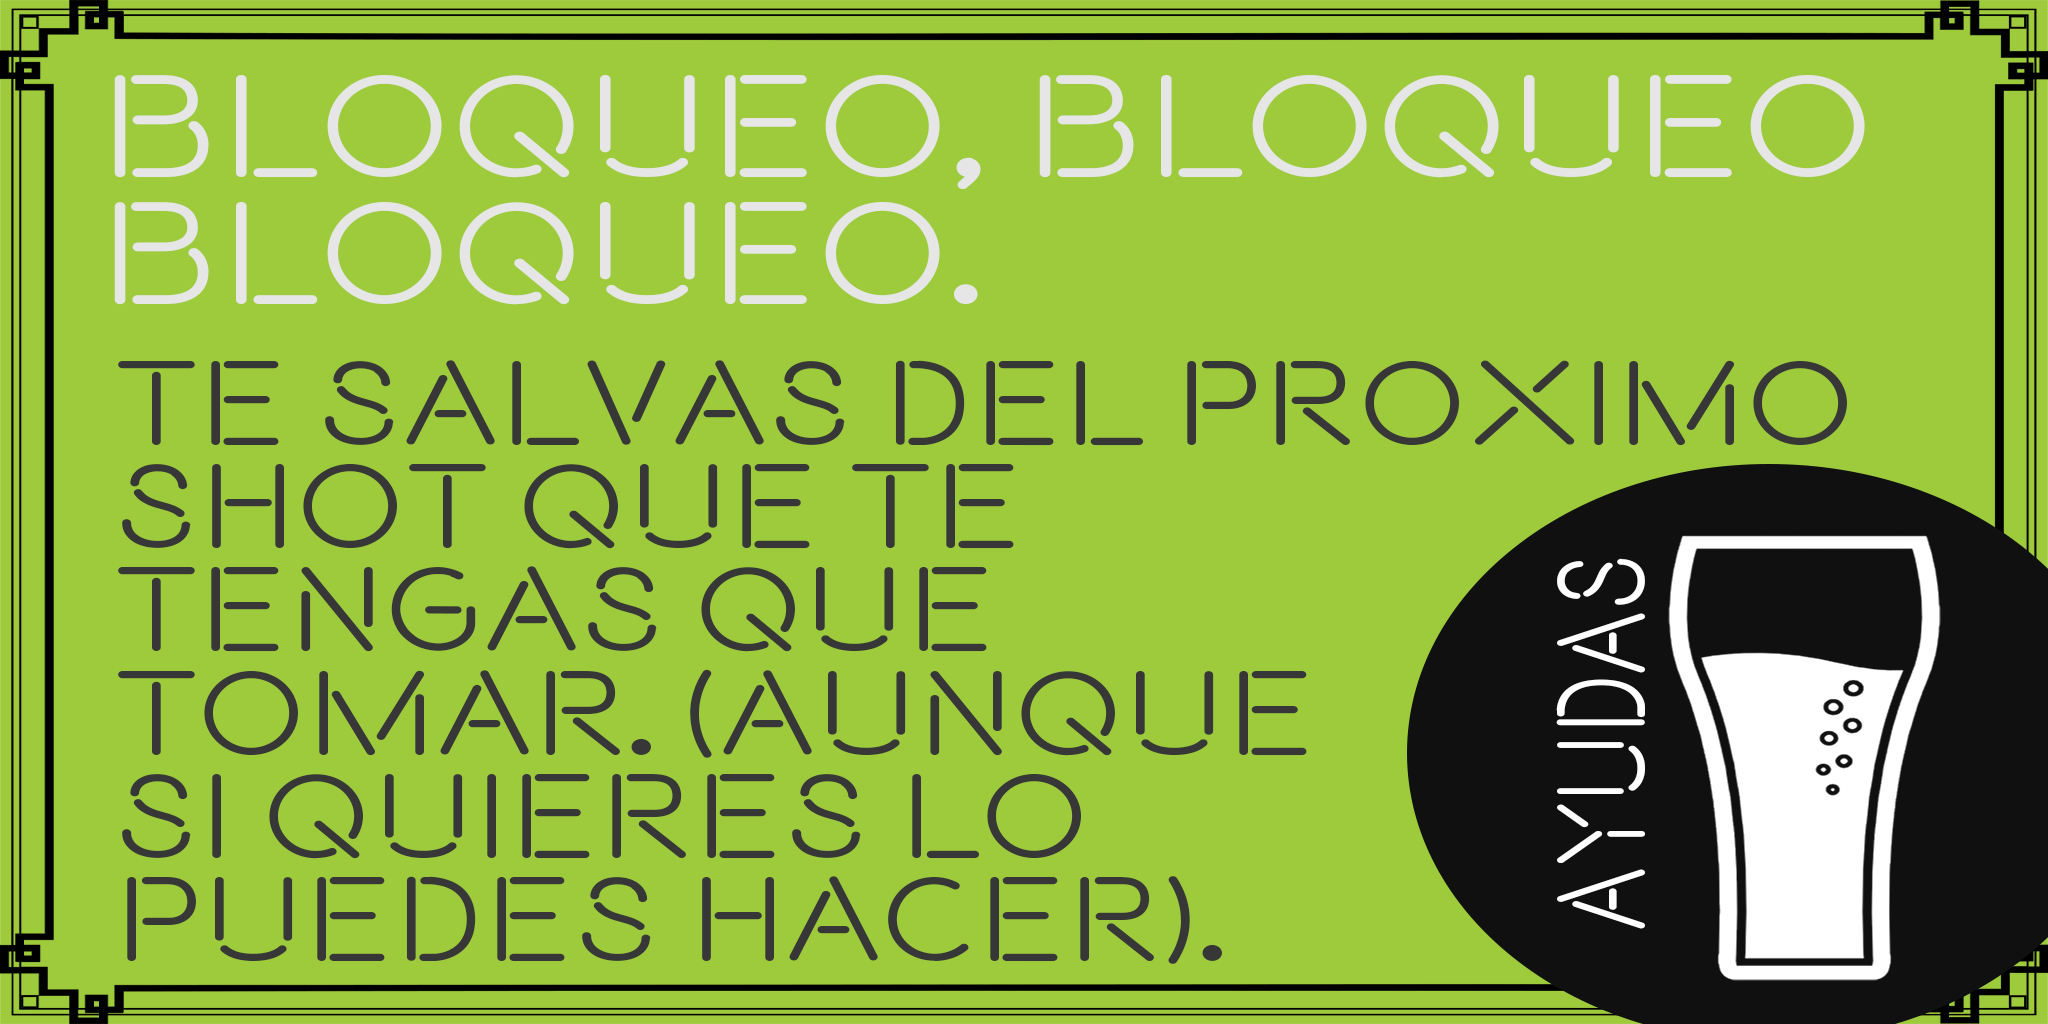 BLOQUEO, BLOQUEO
BLOQUEO.
TE SALVAS DEL PROXIMO
SHOT QUE TE
TENGAS QUE
TOMAR. (AUNQUE
SI QUIERES LO
PUEDES HACER).
AYUDAS